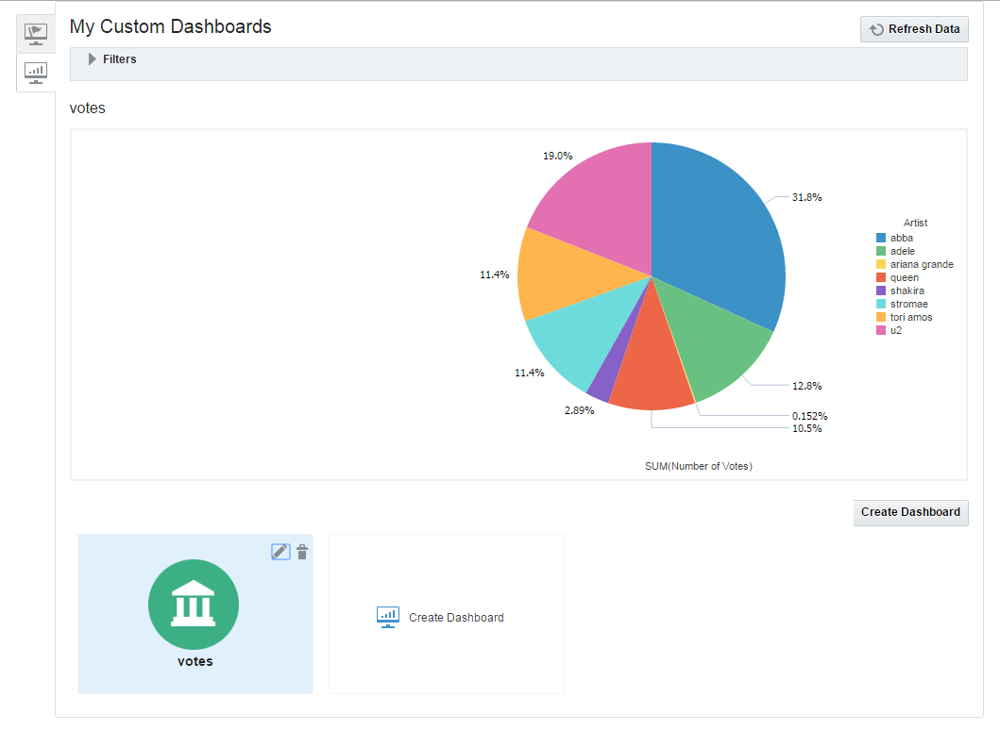 My Custom Dashboards
Refresh Data
Filters
votes
19.0%
31.8%
11.4%
11.4%
2.89%
12.8%
0.152%
10.5%
Artist
abba
adele
ariana grande
queen
shakira
stromae
tori amos
u2
SUM(Number of Votes)
Create Dashboard
votes
Create Dashboard